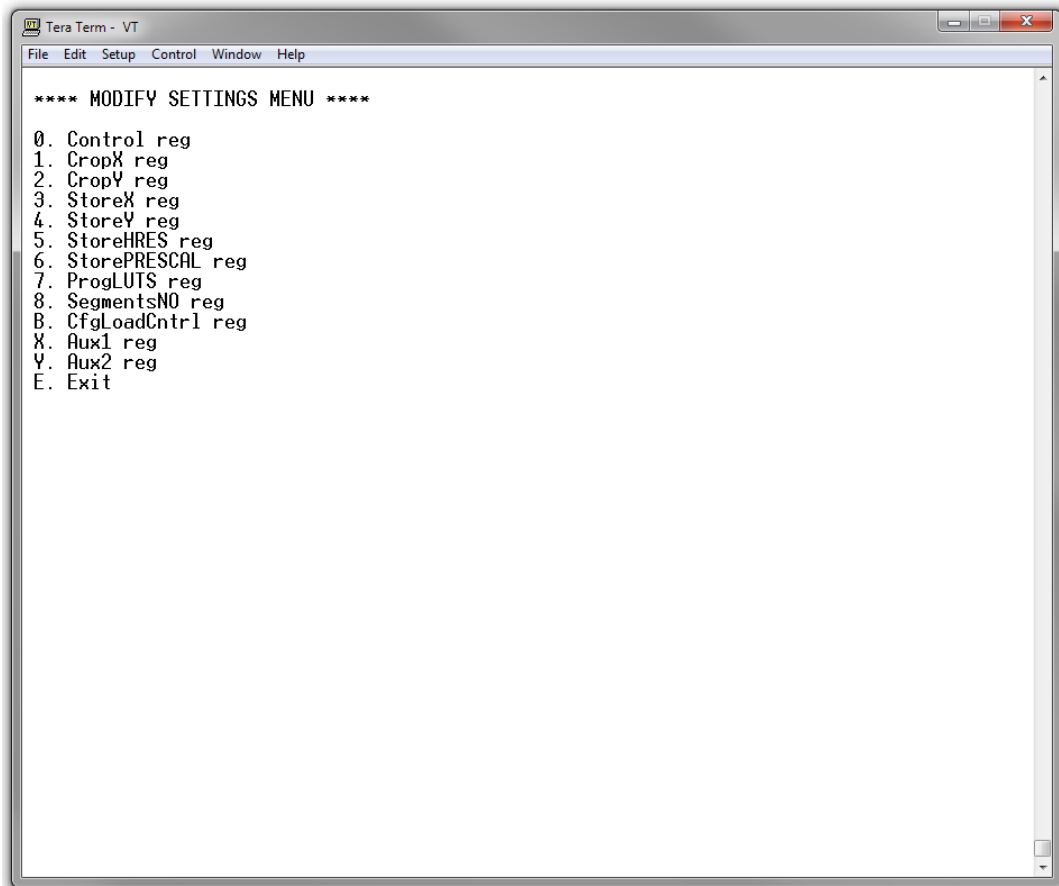 Tera Term - VT
File Edit Setup Control Window Help
**** MODIFY SETTINGS MENU ****
0. Control reg
1. CropX reg
2. CropY reg
3. StoreX reg
4. StoreY reg
5. StoreHRES reg
6. StorePRESCAL reg
7. ProgLUTS reg
8. SegmentsNO reg
B. CfgLoadCntrl reg
X. Aux1 reg
Y. Aux2 reg
E. Exit